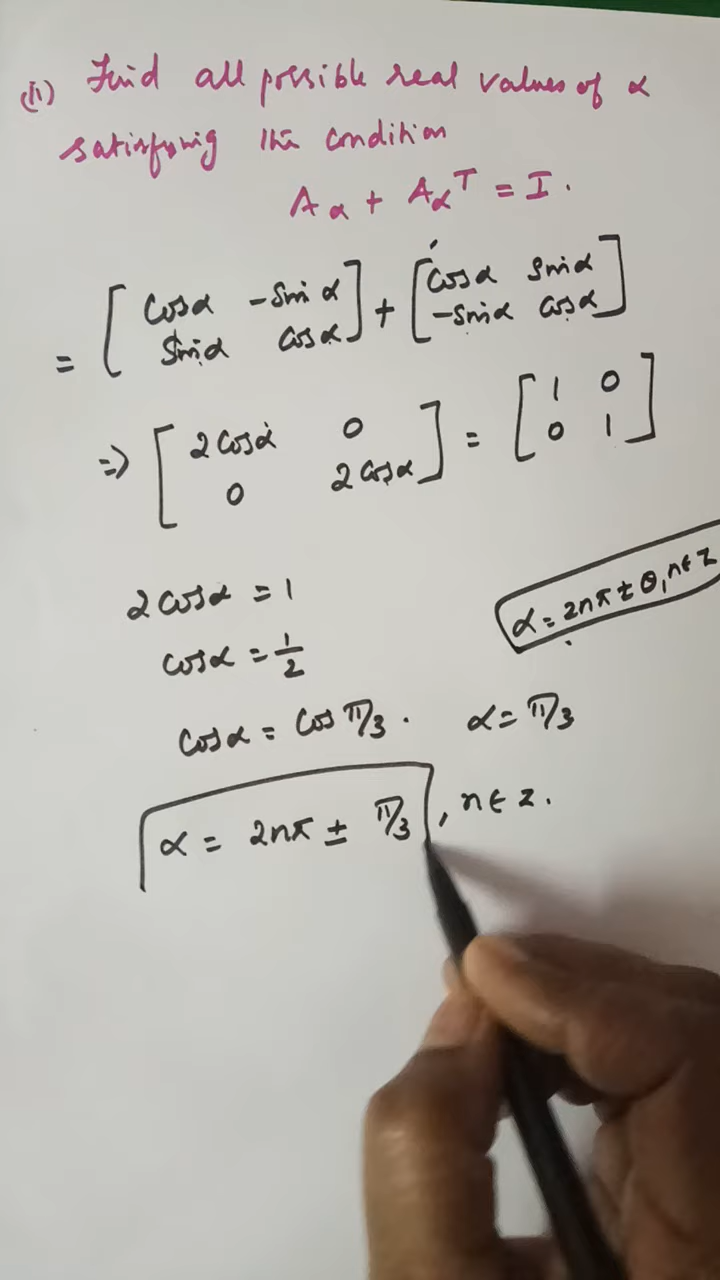 (ii) Find all possible real values of α
satisfying the condition
Aα + Aα^T = I.
= [cosα -sinα; sinα cosα] + [cosα sinα; -sinα cosα]
=> [2cosα 0; 0 2cosα] = [1 0; 0 1]
2cosα = 1
α = 2nπ ± θ, n∈Z
cosα = 1/2
cosα = cos π/3. α = π/3
α = 2nπ ± π/3, n∈Z.